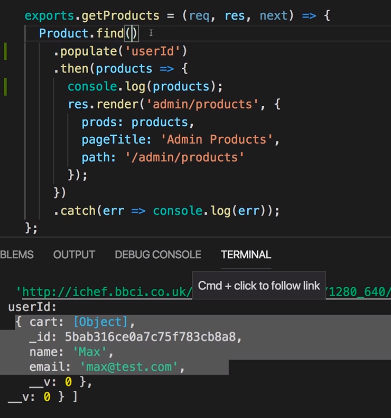 exports.getProducts = (req, res, next) => {
Product.find()
.populate('userId')
.then(products => {
console.log(products);
res.render('admin/products', {
prods: products,
pageTitle: 'Admin Products',
path: '/admin/products'
});
})
.catch(err => console.log(err));
};
BLEMS OUTPUT DEBUG CONSOLE TERMINAL
'http://ichef.bbci.co.uk/ 1280_640/
Cmd + click to follow link
userId:
{ cart: [Object],
_id: 5bab316ce0a7c75f783cb8a8,
name: 'Max',
email: 'max@test.com',
__v: 0 },
__v: 0 } ]